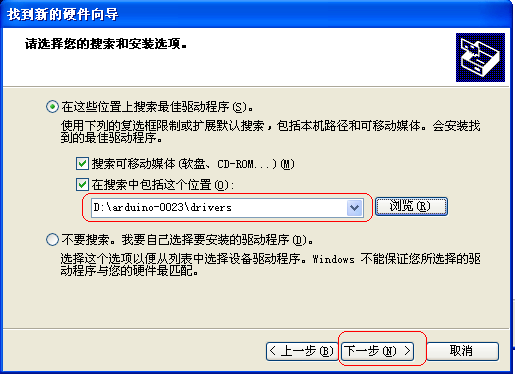 找到新的硬件向导
请选择您的搜索和安装选项。
在这些位置上搜索最佳驱动程序(S)。
使用下列的复选框限制或扩展默认搜索，包括本机路径和可移动媒体。会安装找
到的最佳驱动程序。
搜索可移动媒体(软盘、CD-ROM...)(M)
在搜索中包括这个位置(O):
D:\arduino-0023\drivers
浏览(R)
不要搜索。我要自己选择要安装的驱动程序(D)。
选择这个选项以便从列表中选择设备驱动程序。Windows 不能保证您所选择的驱
动程序与您的硬件最匹配。
< 上一步(B)
下一步(N) >
取消